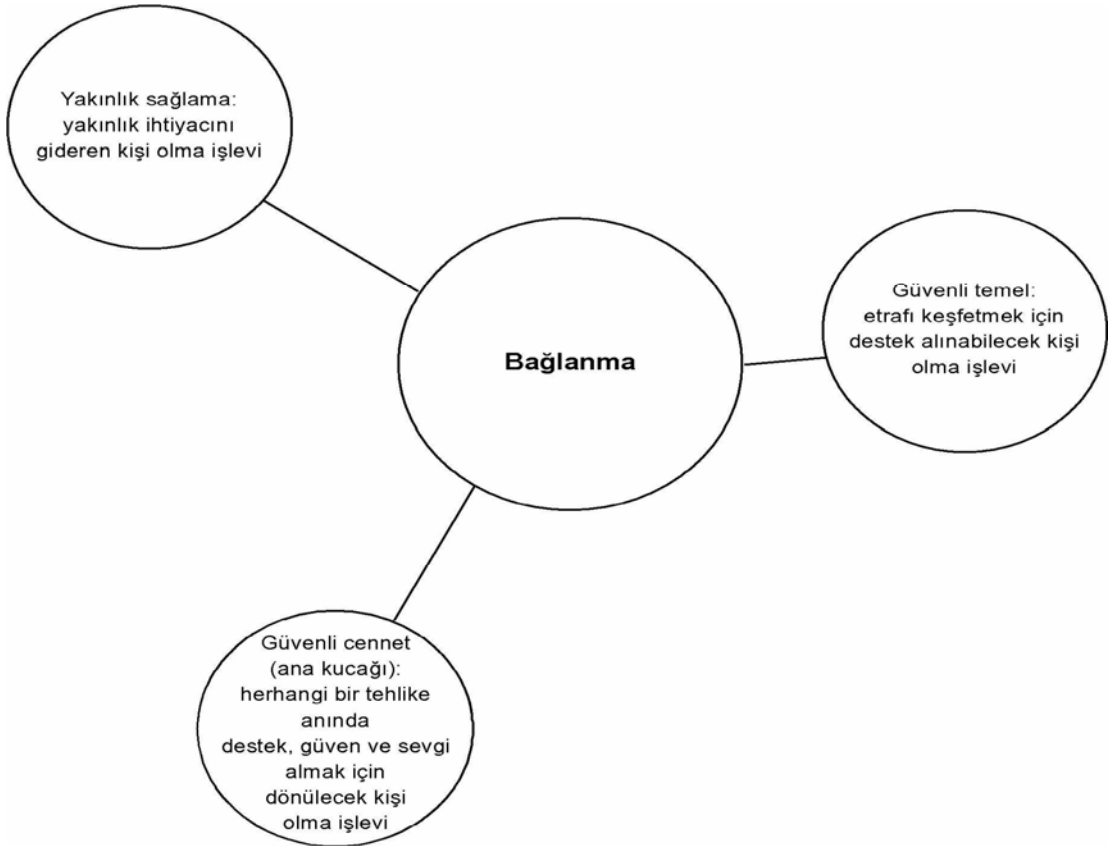 Yakınlık sağlama:
yakınlık ihtiyacını
gideren kişi olma işlevi
Bağlanma
Güvenli temel:
etrafı keşfetmek için
destek alınabilecek kişi
olma işlevi
Güvenli cennet
(ana kucağı):
herhangi bir tehlike
anında
destek, güven ve sevgi
almak için
dönülecek kişi
olma işlevi